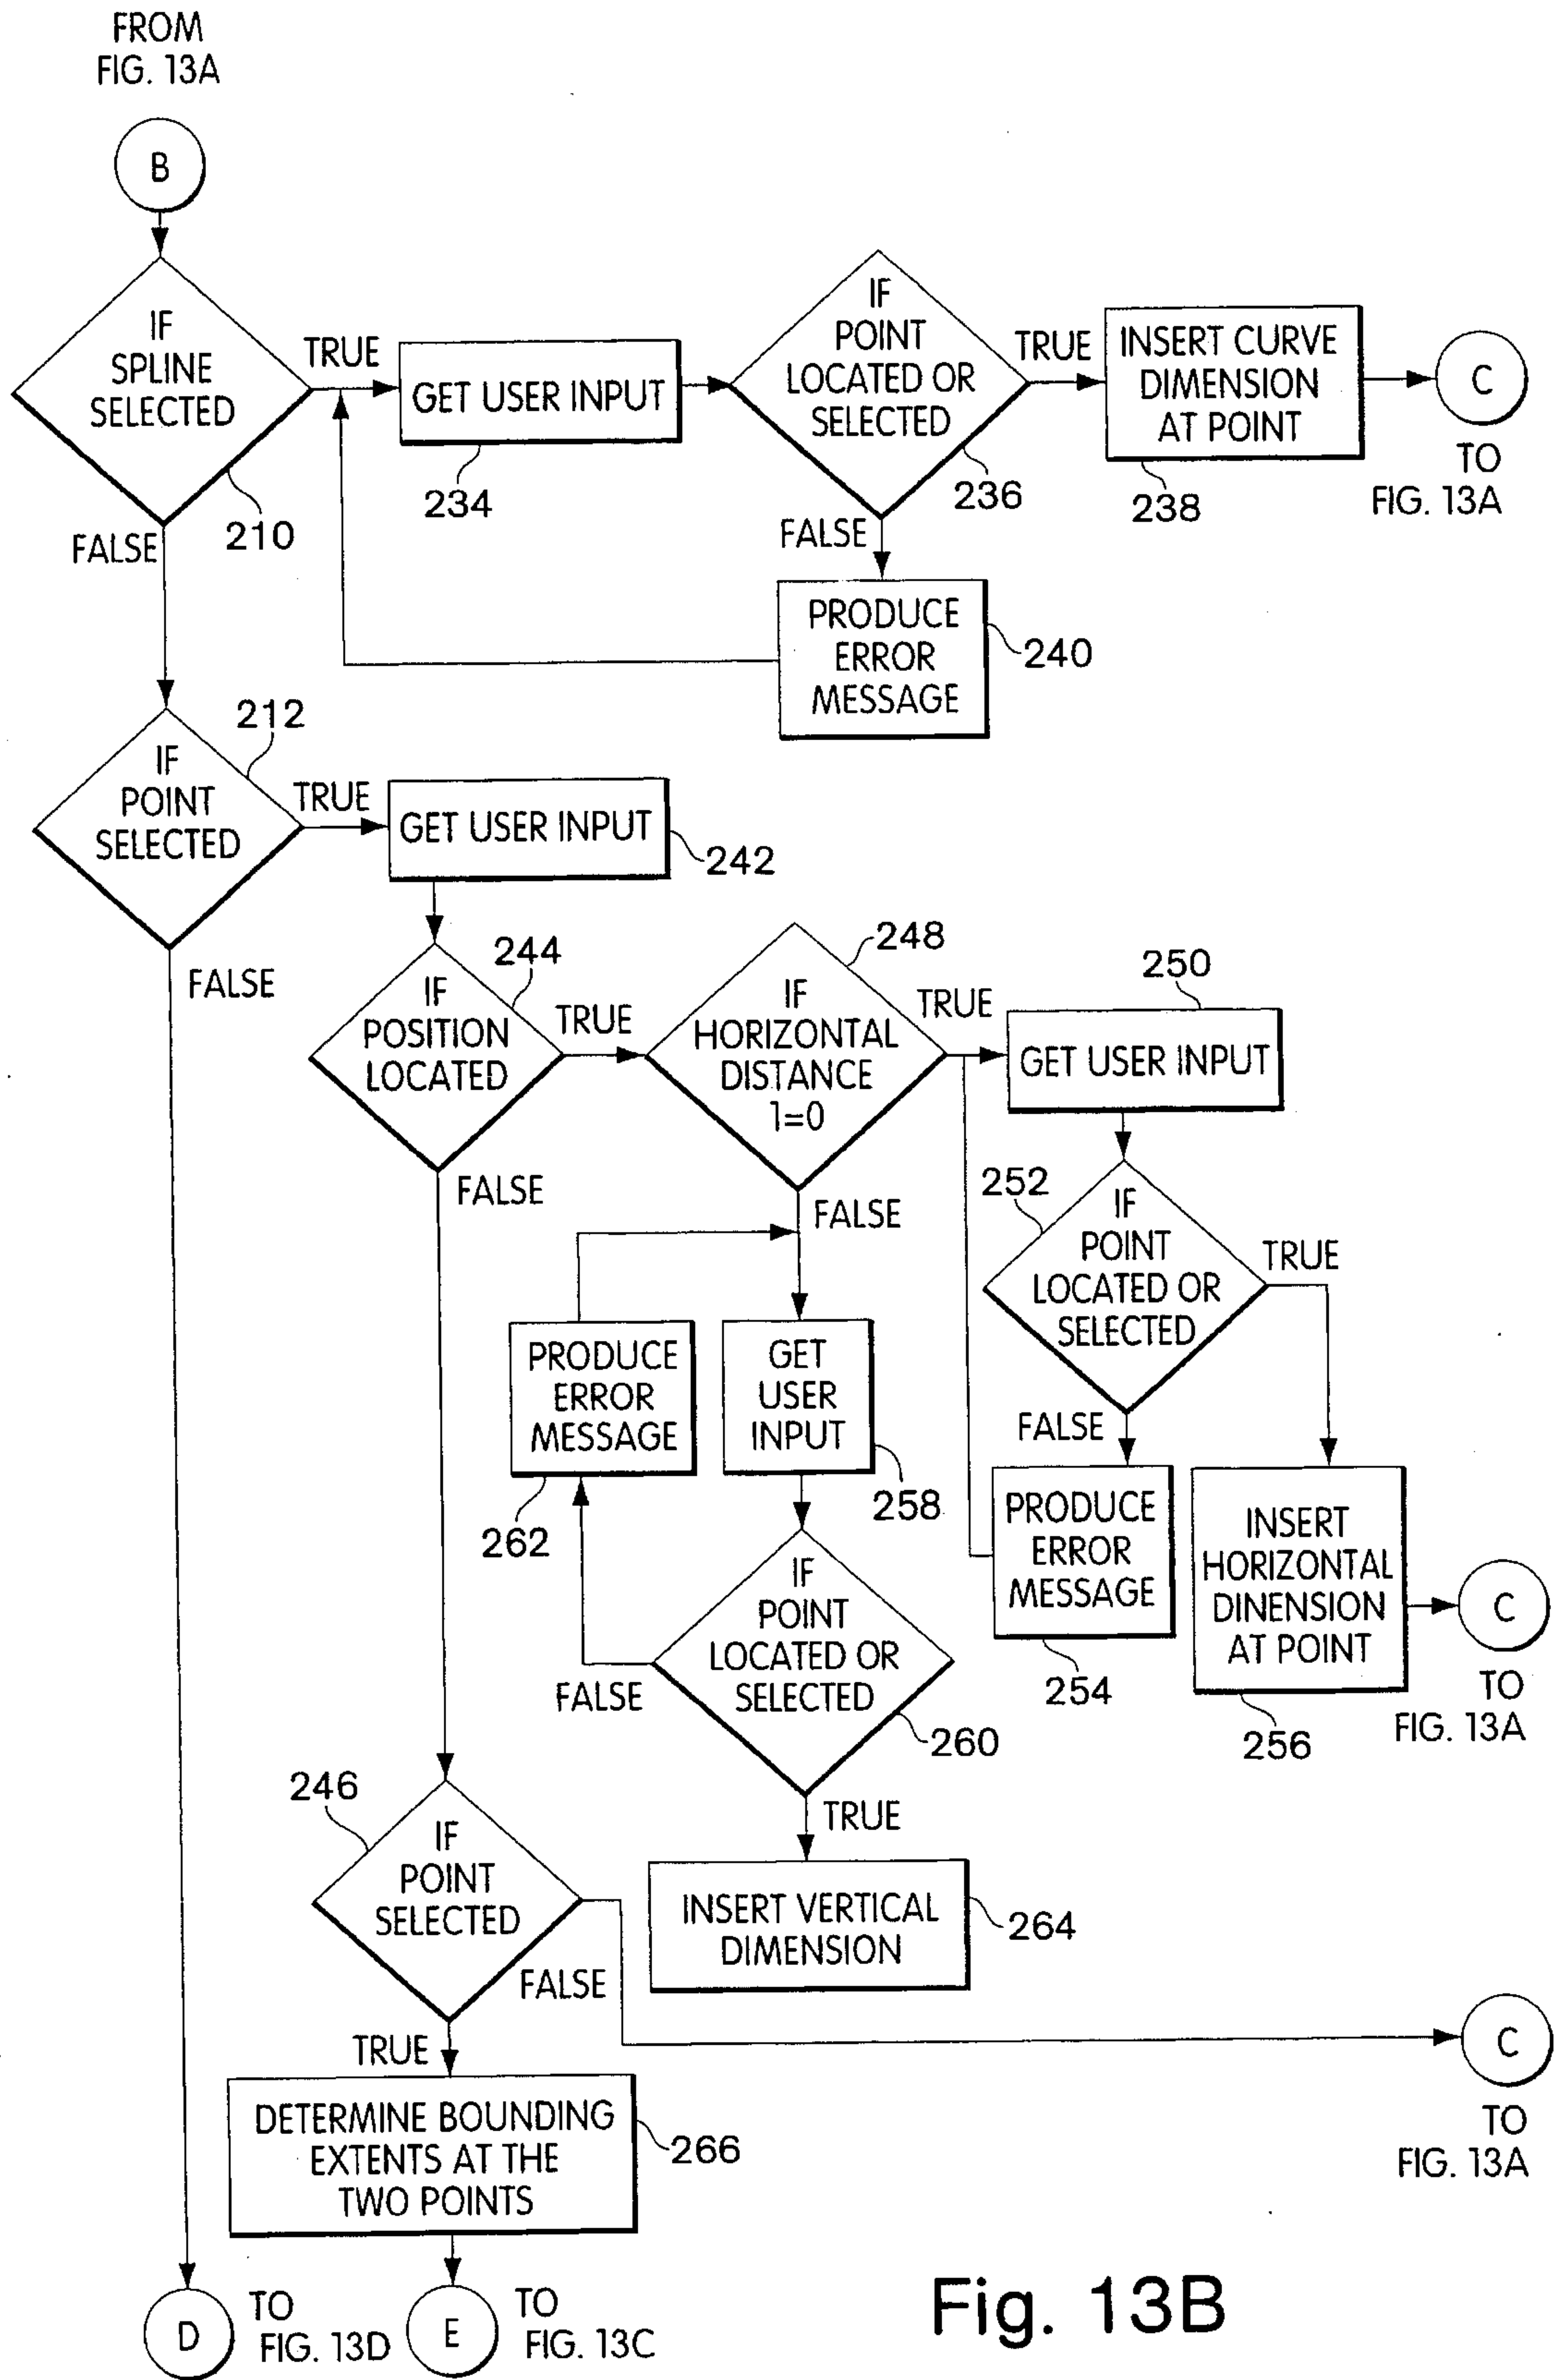 FROM
FIG. 13A
B
IF
SPLINE
SELECTED
TRUE
FALSE
210
GET USER INPUT
234
IF
POINT
LOCATED OR
SELECTED
TRUE
236
FALSE
INSERT CURVE
DIMENSION
AT POINT
238
C
TO
FIG. 13A
PRODUCE
ERROR
MESSAGE
240
212
IF
POINT
SELECTED
TRUE
FALSE
GET USER INPUT
242
244
IF
POSITION
LOCATED
TRUE
FALSE
248
IF
HORIZONTAL
DISTANCE
1=0
TRUE
FALSE
250
GET USER INPUT
252
IF
POINT
LOCATED OR
SELECTED
TRUE
FALSE
PRODUCE
ERROR
MESSAGE
262
GET
USER
INPUT
258
PRODUCE
ERROR
MESSAGE
254
INSERT
HORIZONTAL
DINENSION
AT POINT
256
C
TO
FIG. 13A
IF
POINT
LOCATED OR
SELECTED
FALSE
260
TRUE
246
IF
POINT
SELECTED
FALSE
TRUE
INSERT VERTICAL
DIMENSION
264
C
TO
FIG. 13A
DETERMINE BOUNDING
EXTENTS AT THE
TWO POINTS
266
D
TO
FIG. 13D
E
TO
FIG. 13C
Fig. 13B